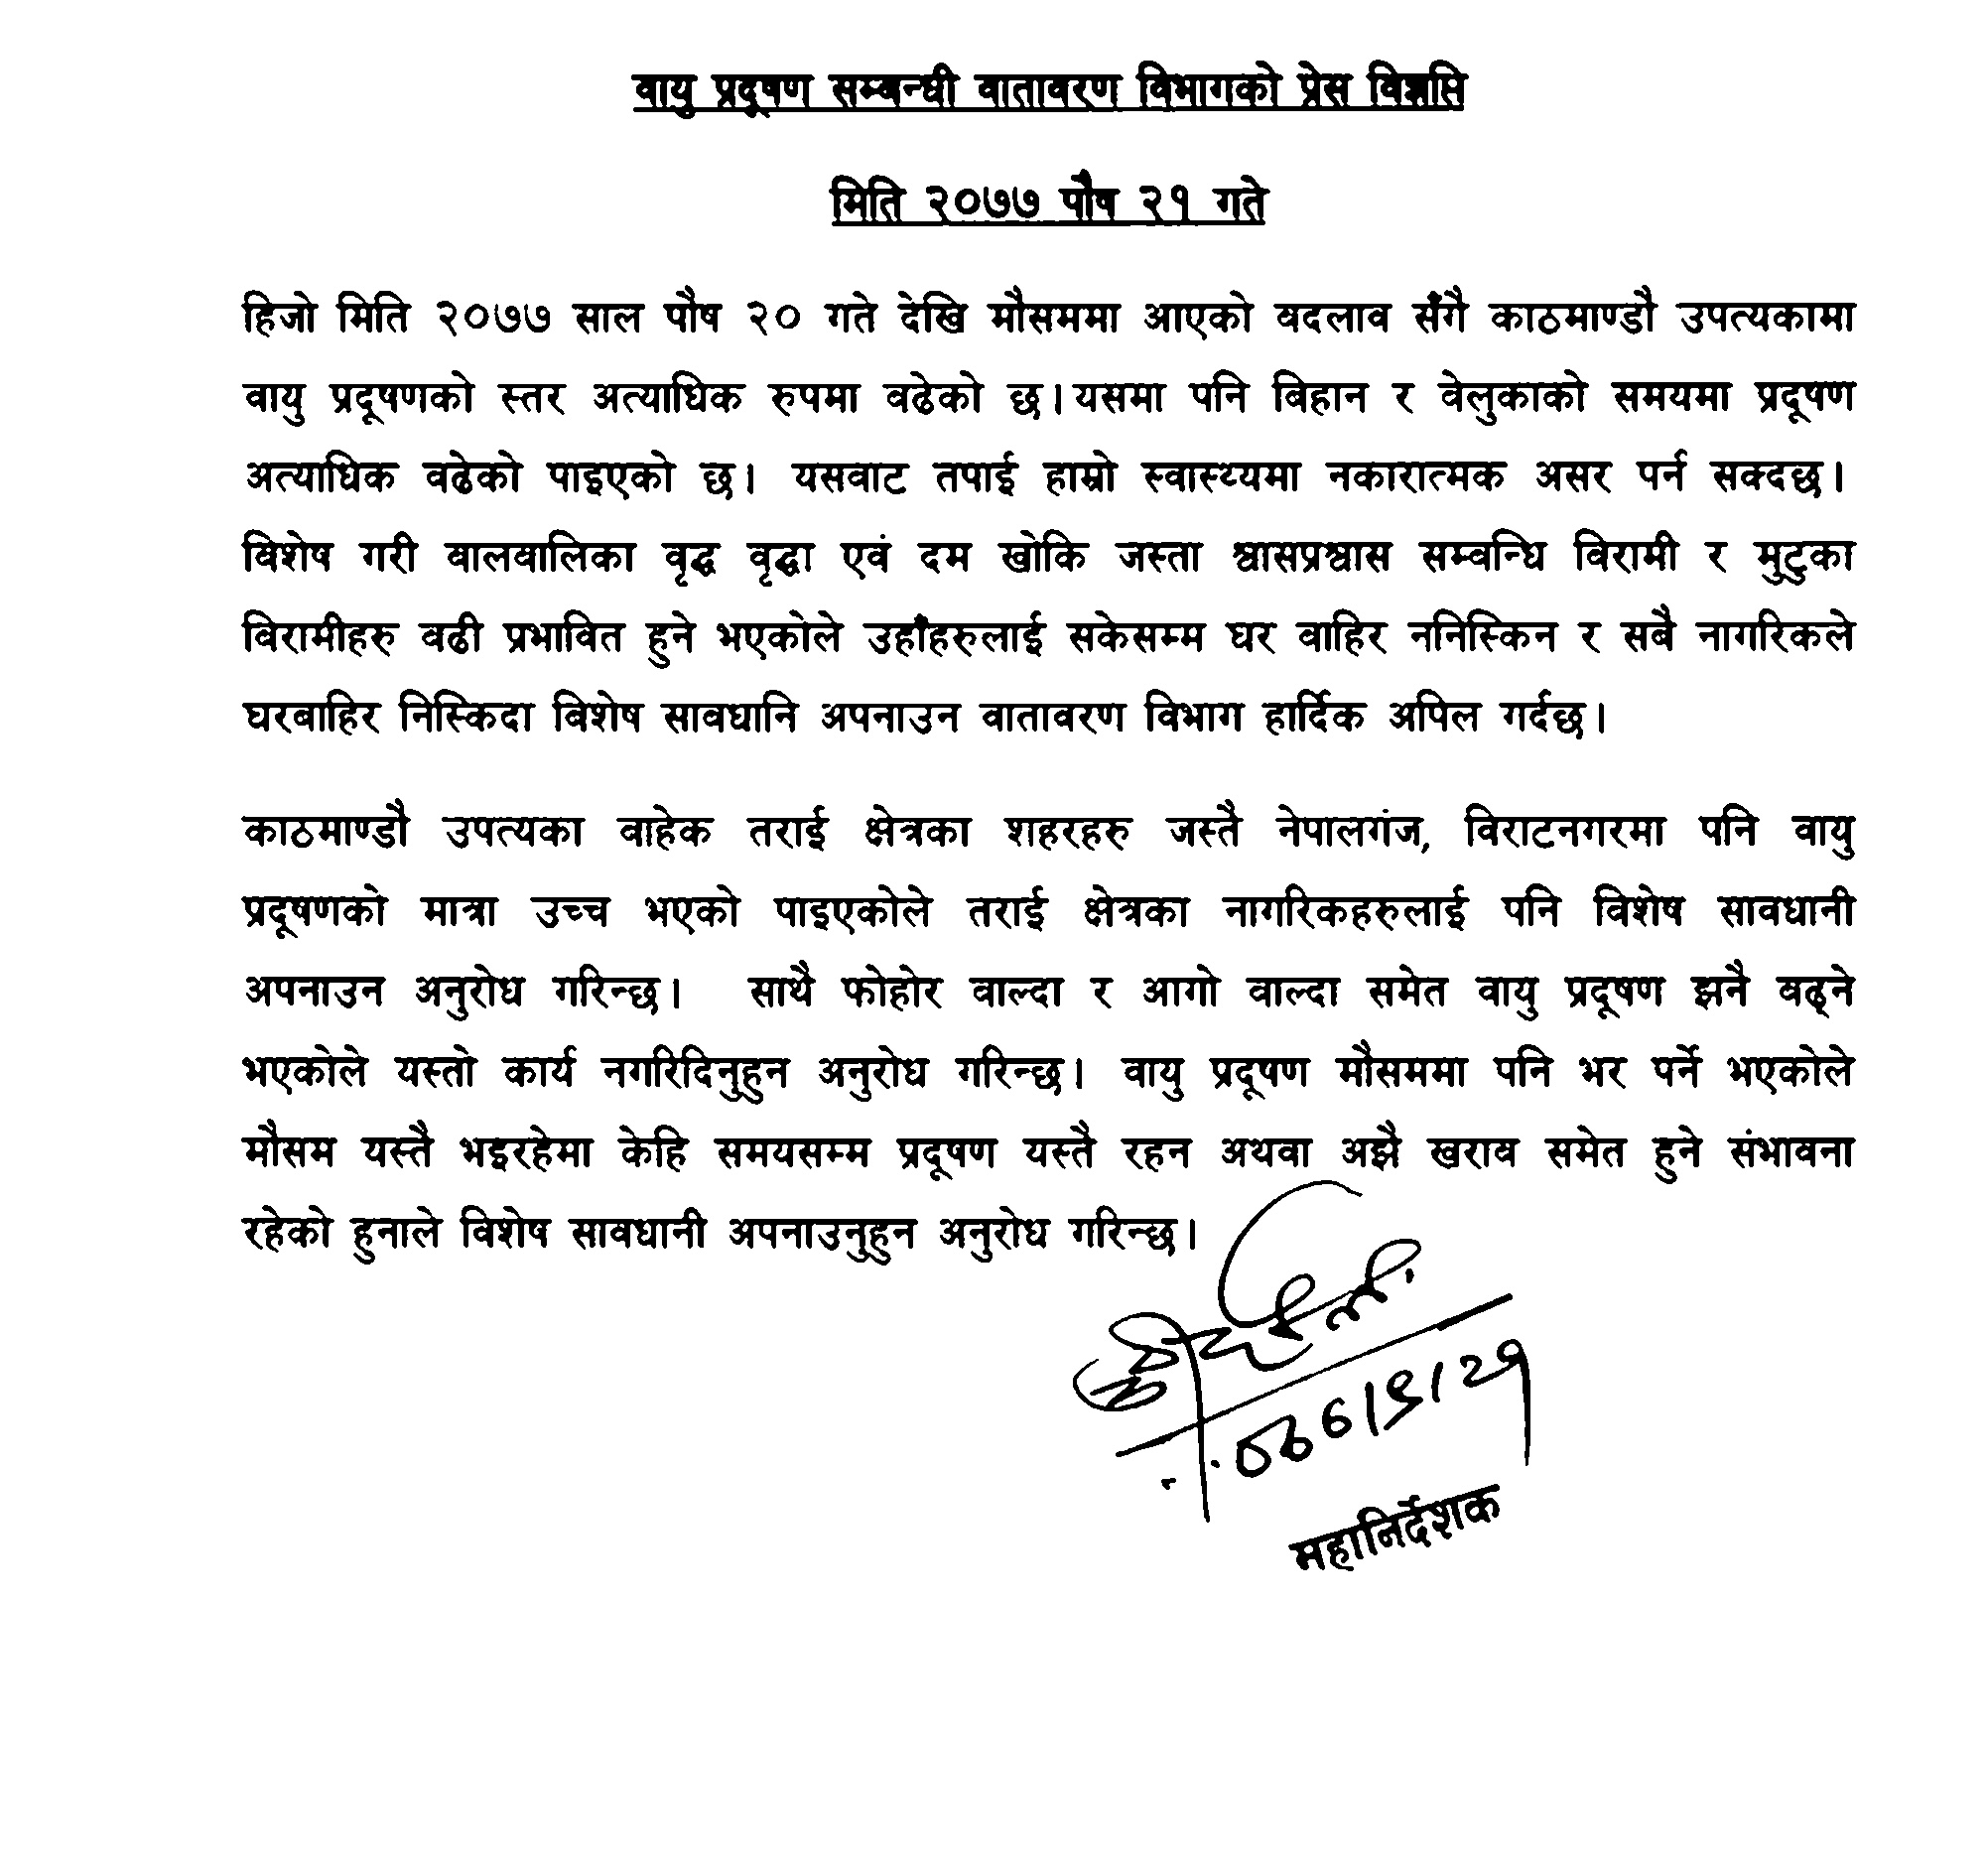 वायु प्रदूषण सम्वन्धी वातावरण विभागको प्रेस विज्ञप्ति
मिति २०७७ पौष २१ गते
हिजो मिति २०७७ साल पौष २० गते देखि मौसममा आएको वदलाव सँगै काठमाण्डौ उपत्यकामा
वायु प्रदूषणको स्तर अत्याधिक रुपमा वढेको छ। यसमा पनि बिहान र वेलुकाको समयमा प्रदूषण
अत्याधिक वढेको पाइएको छ। यसवाट तपाई हाम्रो स्वास्थ्यमा नकारात्मक असर पर्न सक्दछ।
विशेष गरी वालवालिका वृद्ध वृद्धा एवं दम खोकि जस्ता श्वासप्रश्वास सम्वन्धि विरामी र मुटुका
विरामीहरु वढी प्रभावित हुने भएकोले उहाँहरुलाई सकेसम्म घर वाहिर ननिस्किन र सबै नागरिकले
घरबाहिर निस्किदा विशेष सावधानि अपनाउन वातावरण विभाग हार्दिक अपिल गर्दछ।
काठमाण्डौ उपत्यका वाहेक तराई क्षेत्रका शहरहरु जस्तै नेपालगंज, विराटनगरमा पनि वायु
प्रदूषणको मात्रा उच्च भएको पाइएकोले तराई क्षेत्रका नागरिकहरुलाई पनि विशेष सावधानी
अपनाउन अनुरोध गरिन्छ। साथै फोहोर वाल्दा र आगो वाल्दा समेत वायु प्रदूषण झनै वढ्ने
भएकोले यस्तो कार्य नगरिदिनुहुन अनुरोध गरिन्छ। वायु प्रदूषण मौसममा पनि भर पर्ने भएकोले
मौसम यस्तै भइरहेमा केहि समयसम्म प्रदूषण यस्तै रहन अथवा अझै खराव समेत हुने संभावना
रहेको हुनाले विशेष सावधानी अपनाउनुहुन अनुरोध गरिन्छ।
महानिर्देशक